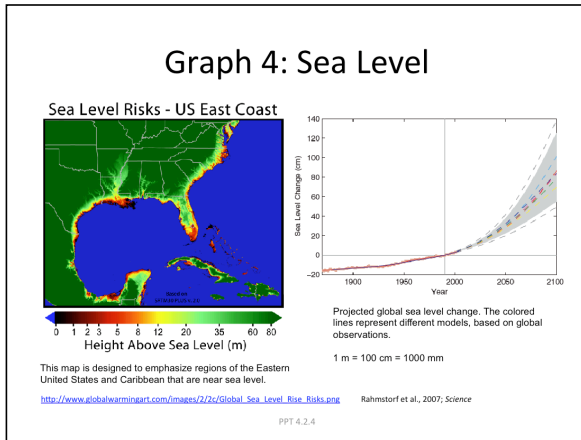 Graph 4: Sea Level
Sea Level Risks - US East Coast
0 1 2 3 5 8 12 20 35 60 80
Height Above Sea Level (m)
This map is designed to emphasize regions of the Eastern
United States and Caribbean that are near sea level.
http://www.globalwarmingart.com/images/2/2c/Global_Sea_Level_Rise_Risks.png
140
120
100
80
60
40
20
0
−20
Sea Level Change (cm)
1900 1950 2000 2050 2100
Year
Projected global sea level change. The colored
lines represent different models, based on global
observations.
1 m = 100 cm = 1000 mm
Rahmstorf et al., 2007; Science
PPT 4.2.4